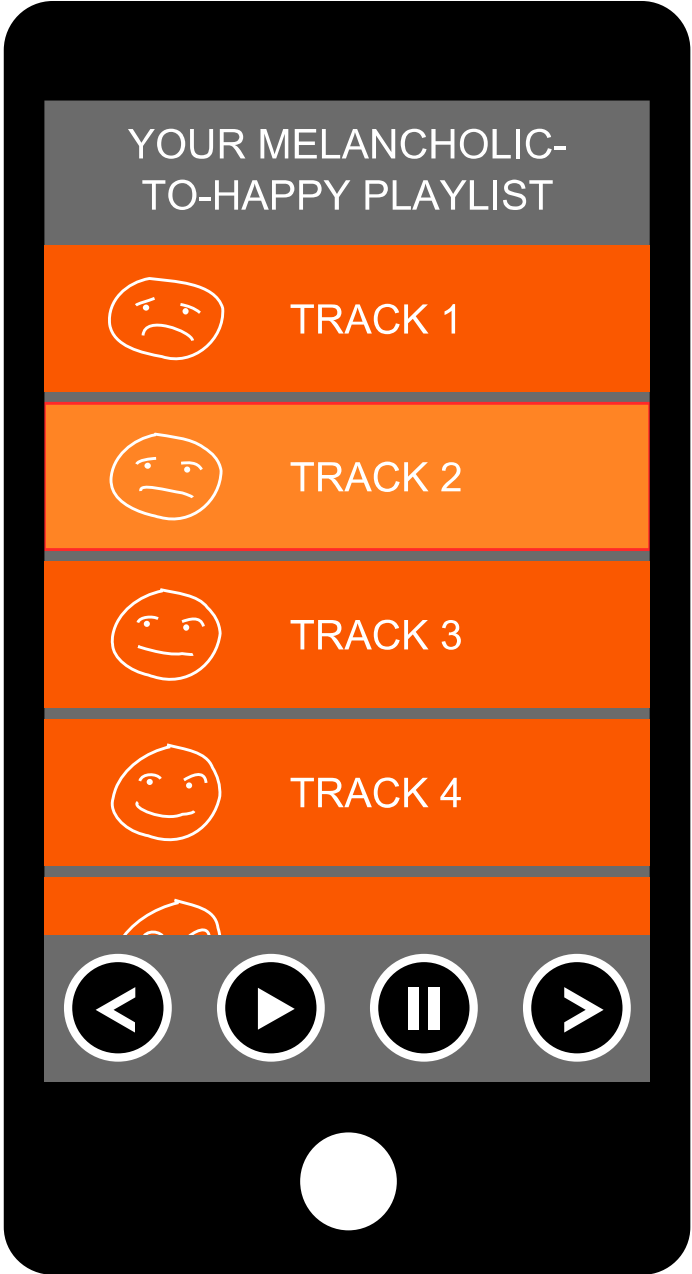 YOUR MELANCHOLIC-
TO-HAPPY PLAYLIST
TRACK 1
TRACK 2
TRACK 3
TRACK 4